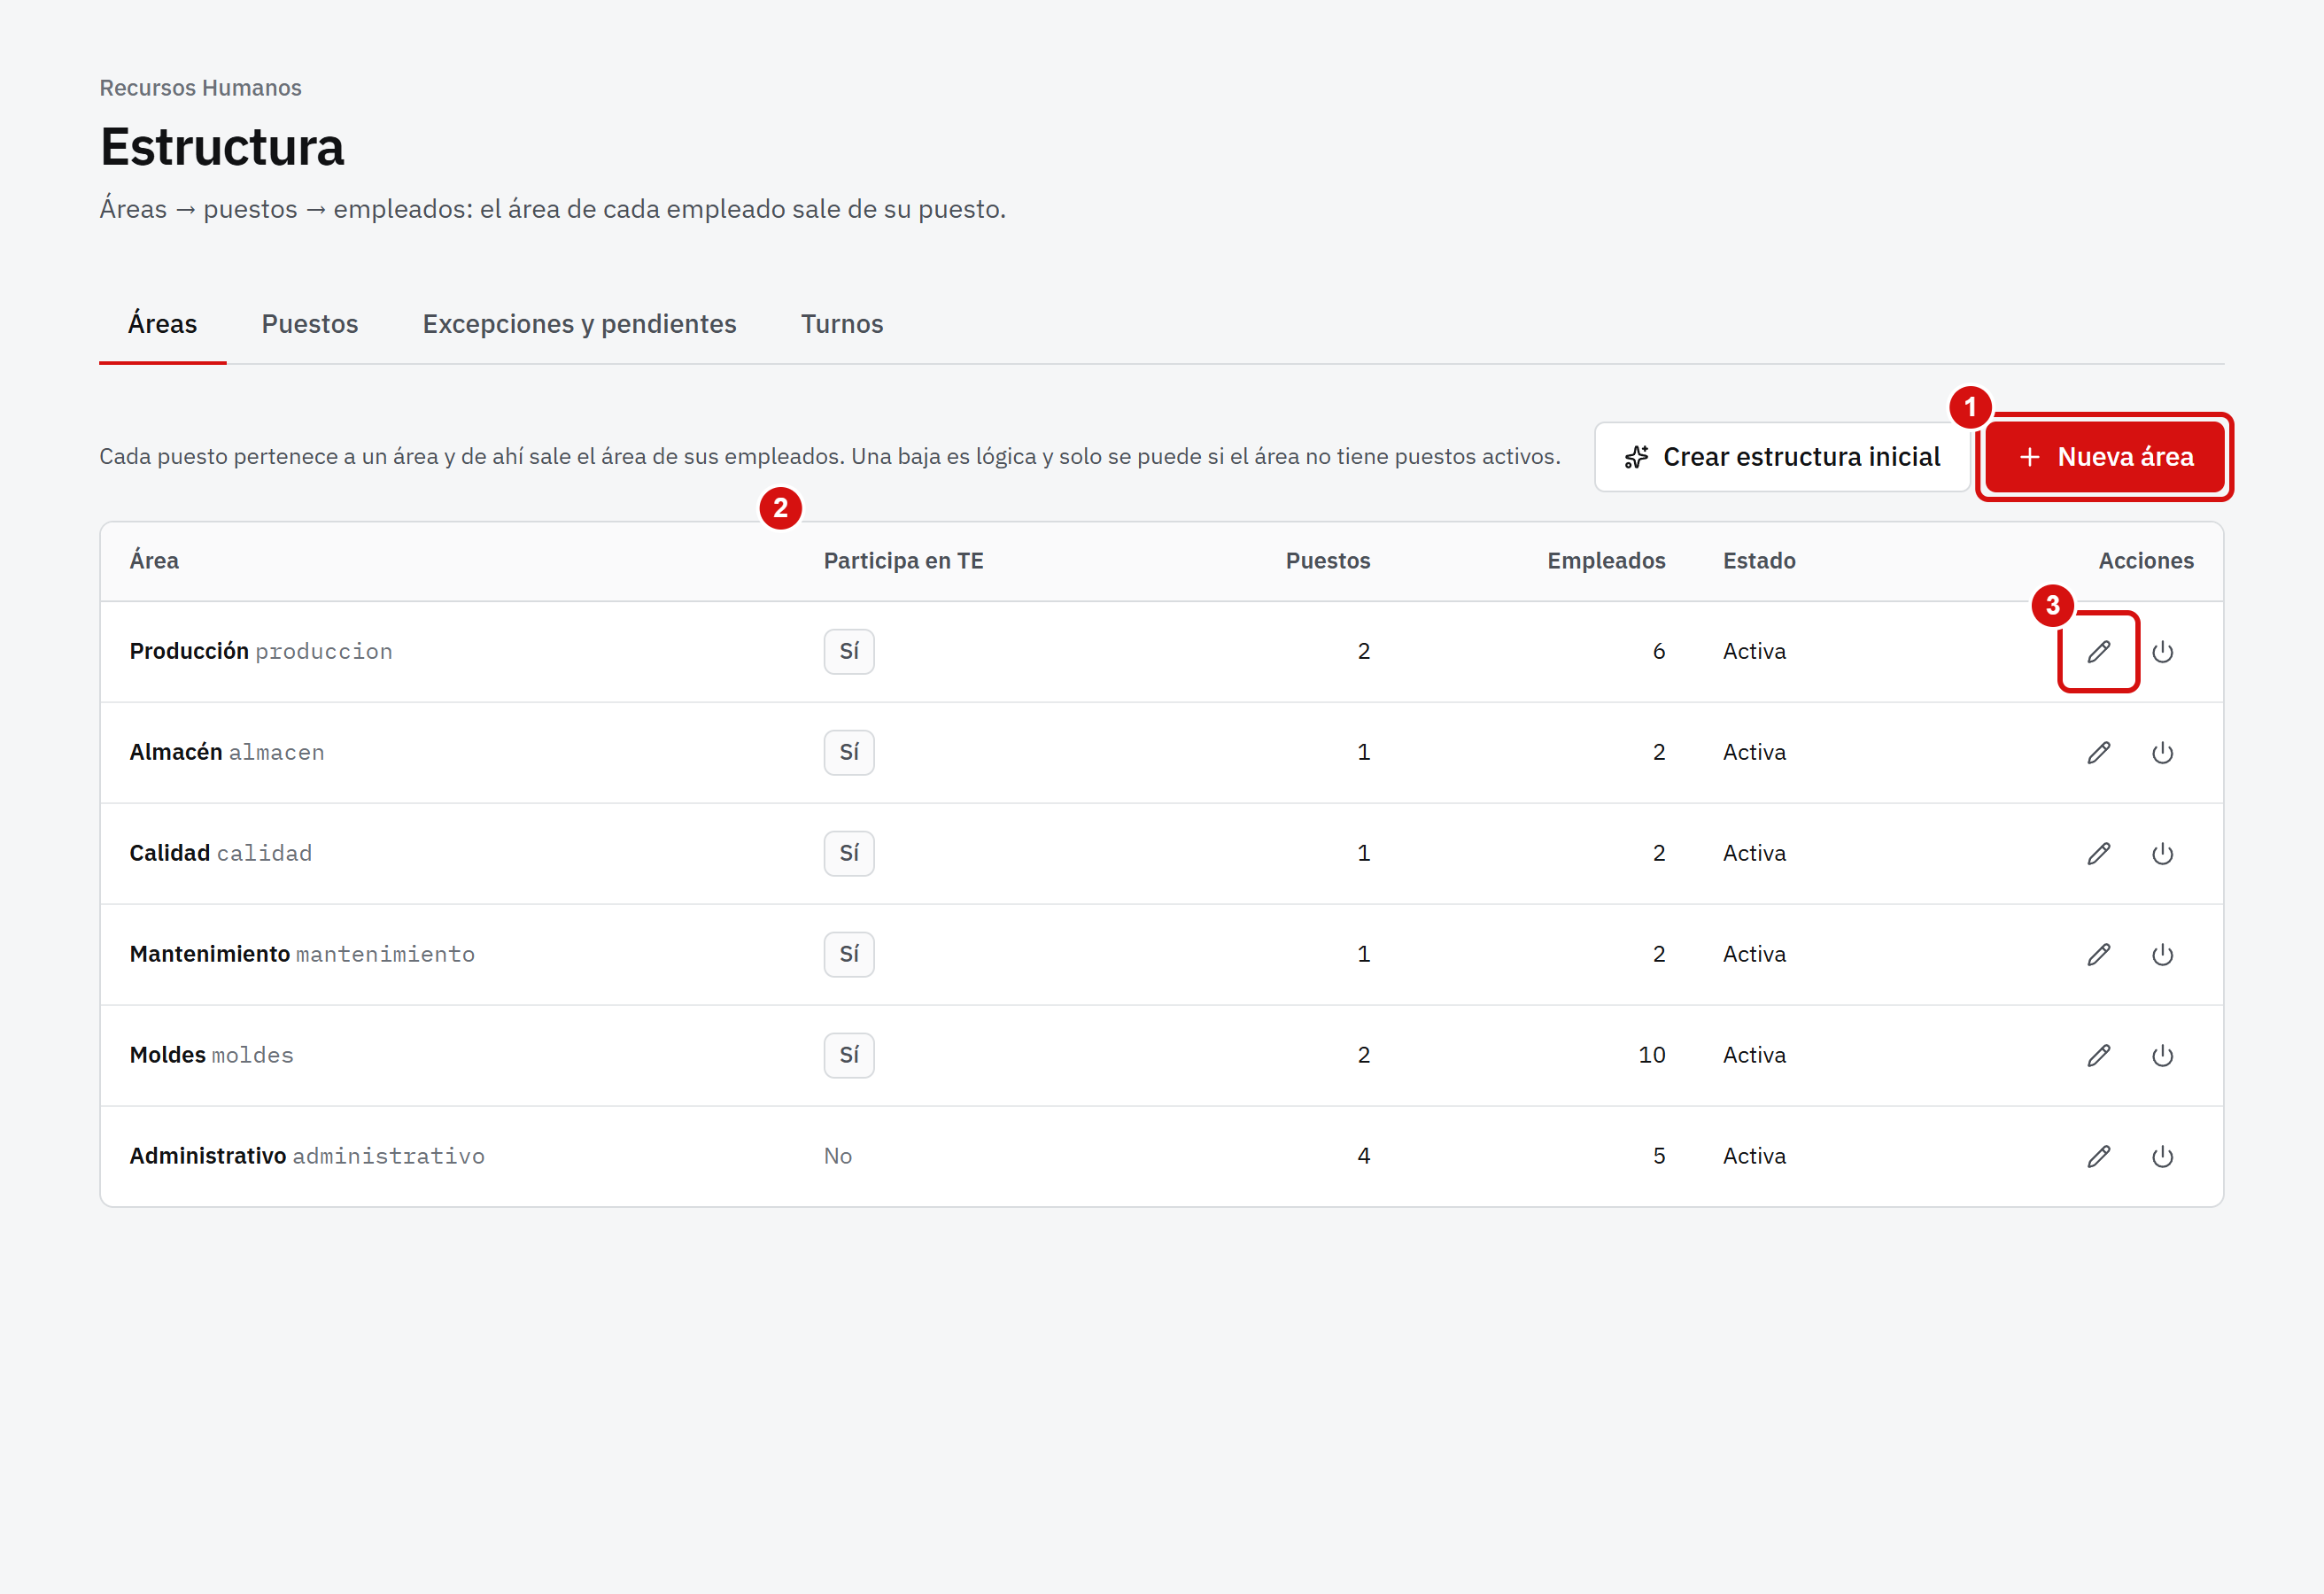 Recursos Humanos
Estructura
Áreas → puestos → empleados: el área de cada empleado sale de su puesto.
Áreas Puestos Excepciones y pendientes Turnos
1
Cada puesto pertenece a un área y de ahí sale el área de sus empleados. Una baja es lógica y solo se puede si el área no tiene puestos activos. Crear estructura inicial + Nueva área
2
Área Participa en TE Puestos Empleados Estado Acciones
3
Producción produccion Sí 2 6 Activa
Almacén almacen Sí 1 2 Activa
Calidad calidad Sí 1 2 Activa
Mantenimiento mantenimiento Sí 1 2 Activa
Moldes moldes Sí 2 10 Activa
Administrativo administrativo No 4 5 Activa